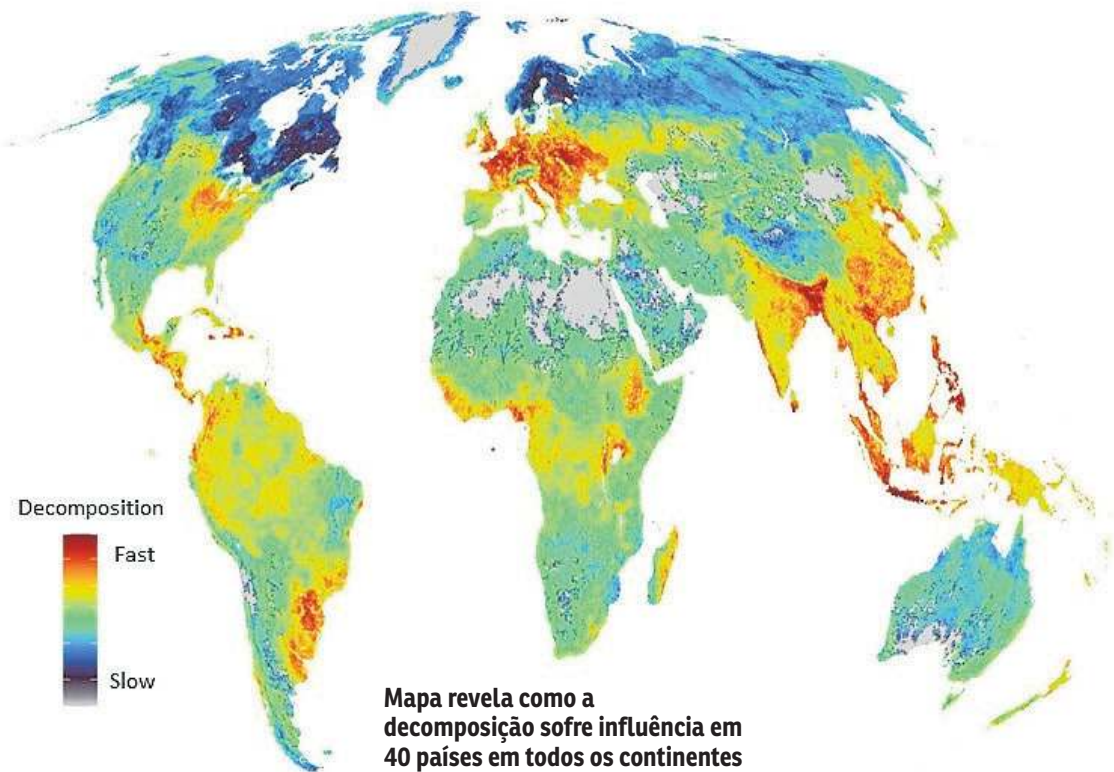 Decomposition
Fast
Slow
Mapa revela como a
decomposição sofre influência em
40 países em todos os continentes